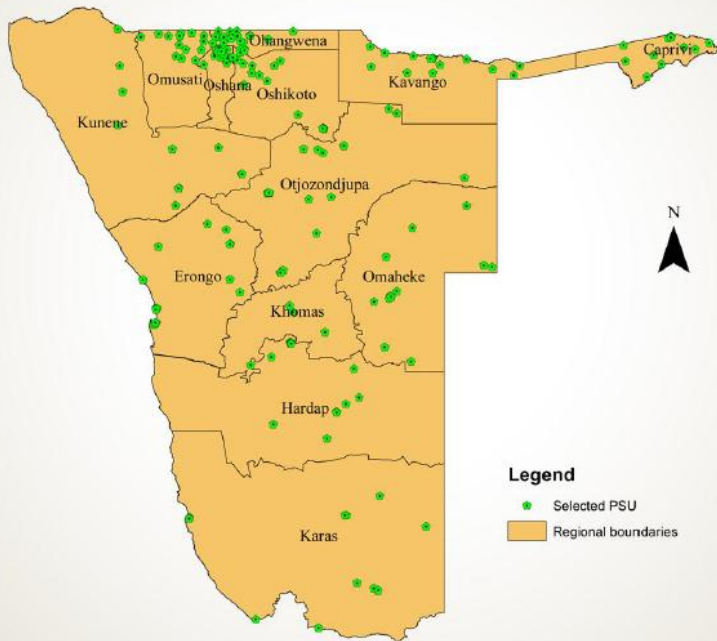 Ohangwena
Caprivi
Omusati
Oshana
Oshikoto
Kavango
Kunene
Otjozondjupa
N
Erongo
Omaheke
Khomas
Hardap
Legend
Selected PSU
Regional boundaries
Karas